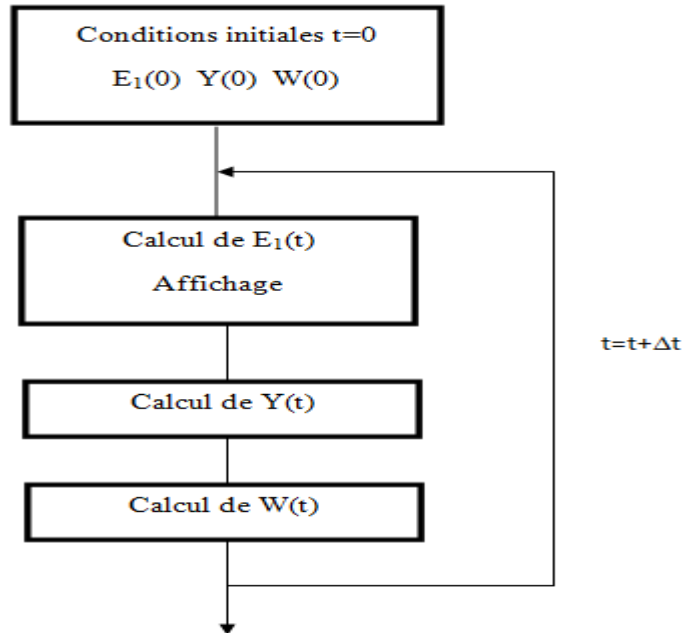 Conditions initiales t=0
E₁(0) Y(0) W(0)
Calcul de E₁(t)
Affichage
t=t+Δt
Calcul de Y(t)
Calcul de W(t)